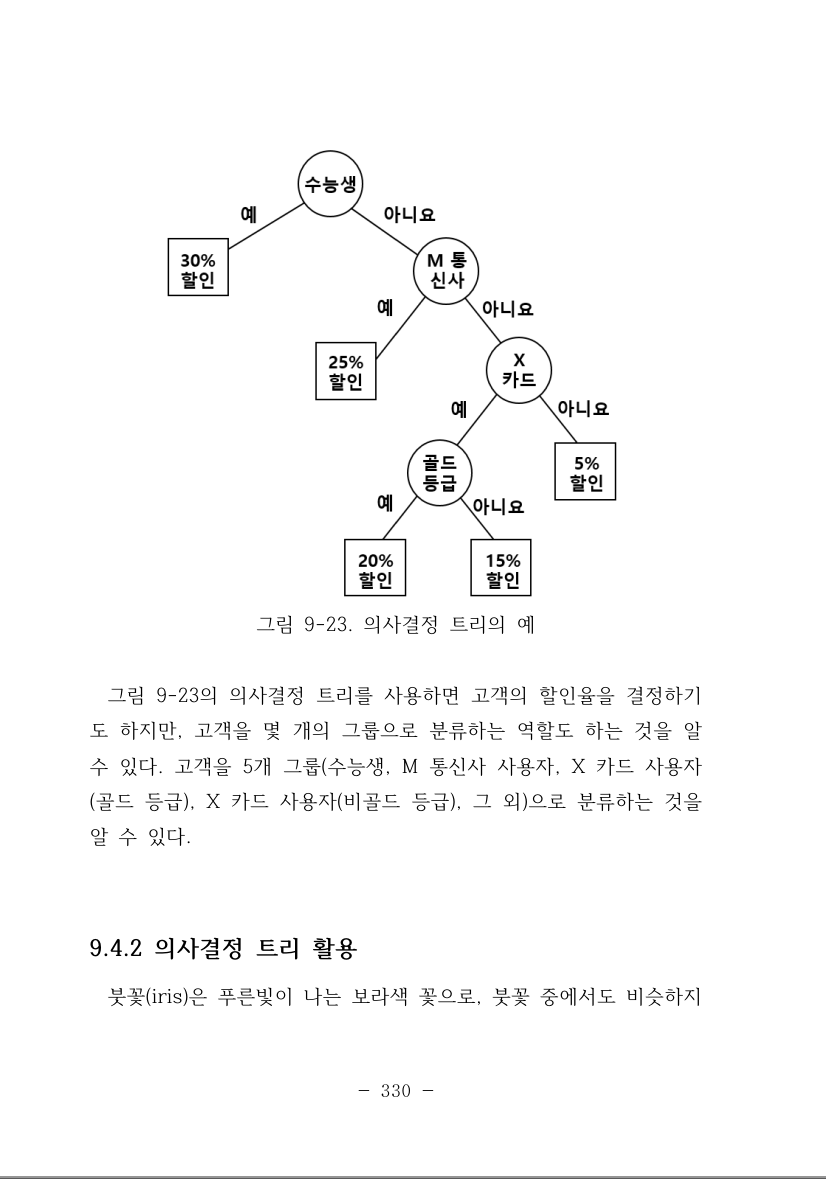 수능생
예
아니요
30%
할인
M 통
신사
예
아니요
25%
할인
X
카드
예
아니요
골드
등급
5%
할인
예
아니요
20%
할인
15%
할인
그림 9-23. 의사결정 트리의 예
그림 9-23의 의사결정 트리를 사용하면 고객의 할인율을 결정하기
도 하지만, 고객을 몇 개의 그룹으로 분류하는 역할도 하는 것을 알
수 있다. 고객을 5개 그룹(수능생, M 통신사 사용자, X 카드 사용자
(골드 등급), X 카드 사용자(비골드 등급), 그 외)으로 분류하는 것을
알 수 있다.
9.4.2 의사결정 트리 활용
붓꽃(iris)은 푸른빛이 나는 보라색 꽃으로, 붓꽃 중에서도 비슷하지
- 330 -